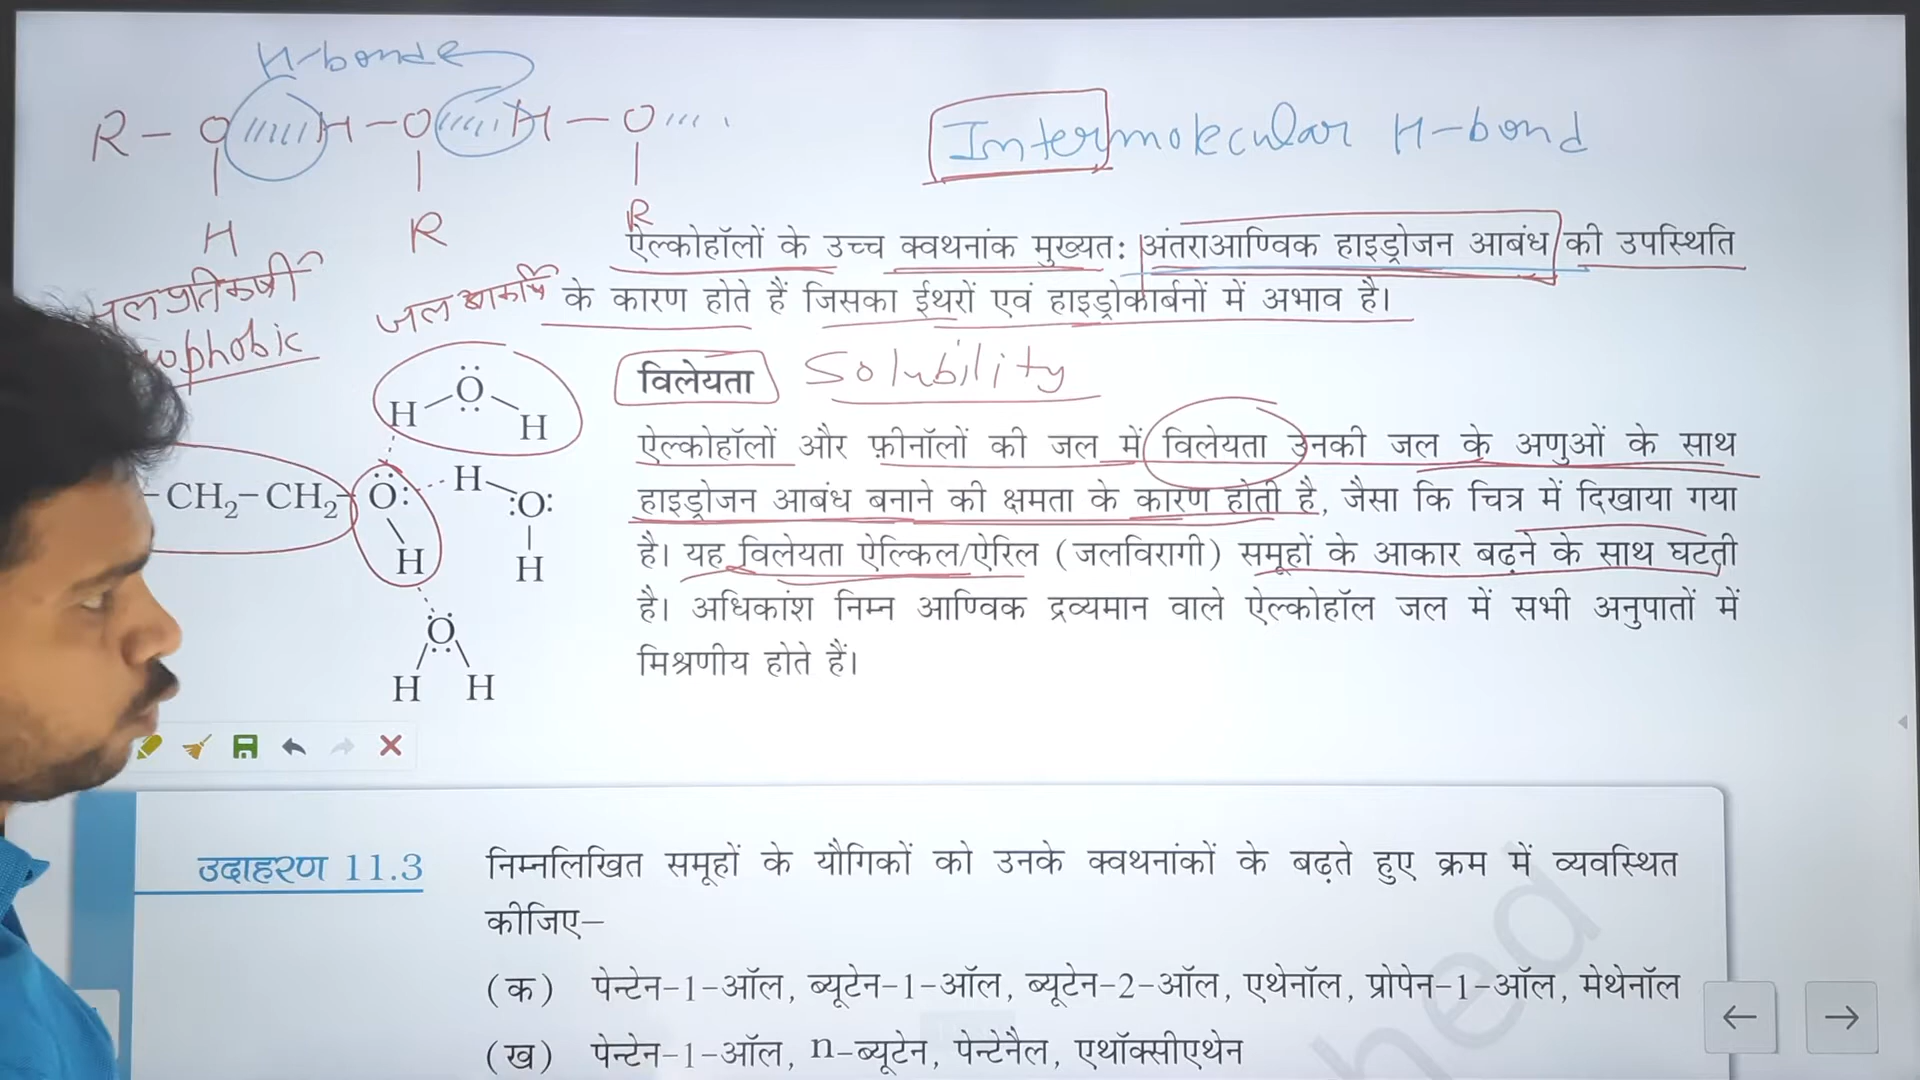 H-bonds
R - O H - O H - O
H R R
Intermolecular H-bond
ऐल्कोहॉलों के उच्च क्वथनांक मुख्यतः अंतराआण्विक हाइड्रोजन आबंध की उपस्थिति
के कारण होते हैं जिसका ईथरों एवं हाइड्रोकार्बनों में अभाव है।
जल
विलेयता Solubility
ऐल्कोहॉलों और फ़ीनॉलों की जल में विलेयता उनकी जल के अणुओं के साथ
हाइड्रोजन आबंध बनाने की क्षमता के कारण होती है, जैसा कि चित्र में दिखाया गया
है। यह विलेयता ऐल्किल/ऐरिल (जलविरागी) समूहों के आकार बढ़ने के साथ घटती
है। अधिकांश निम्न आण्विक द्रव्यमान वाले ऐल्कोहॉल जल में सभी अनुपातों में
मिश्रणीय होते हैं।
H O H
-CH₂-CH₂-O: H :O:
H H
O
H H
उदाहरण 11.3
निम्नलिखित समूहों के यौगिकों को उनके क्वथनांकों के बढ़ते हुए क्रम में व्यवस्थित
कीजिए–
(क) पेन्टेन-1-ऑल, ब्यूटेन-1-ऑल, ब्यूटेन-2-ऑल, एथेनॉल, प्रोपेन-1-ऑल, मेथेनॉल
(ख) पेन्टेन-1-ऑल, n-ब्यूटेन, पेन्टेनैल, एथॉक्सीएथेन